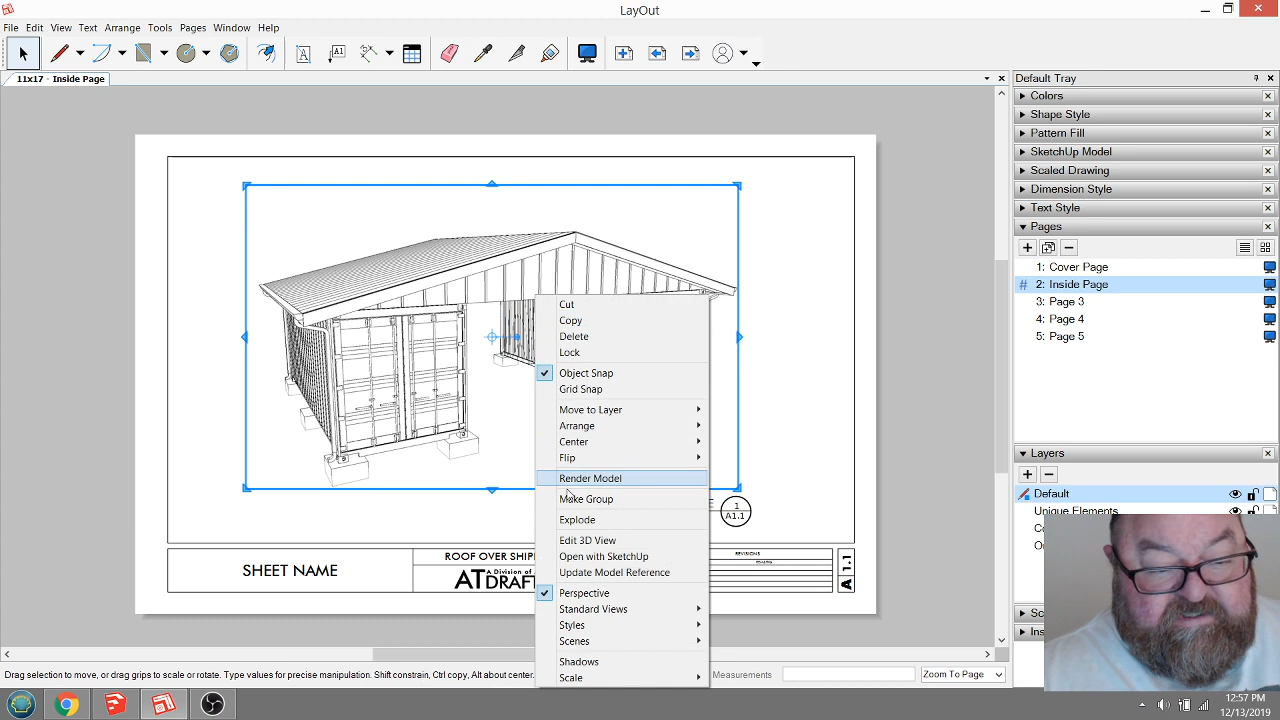 LayOut
File Edit View Text Arrange Tools Pages Window Help
A A1
11x17 - Inside Page
Default Tray
Colors
Shape Style
Pattern Fill
SketchUp Model
Scaled Drawing
Dimension Style
Text Style
Pages
1: Cover Page
# 2: Inside Page
3: Page 3
4: Page 4
5: Page 5
Layers
Default
Unique Elements
Cut
Copy
Delete
Lock
Object Snap
Grid Snap
Move to Layer
Arrange
Center
Flip
Render Model
Make Group
Explode
Edit 3D View
Open with SketchUp
Update Model Reference
Perspective
Standard Views
Styles
Scenes
Shadows
Scale
1
A1.1
SHEET NAME
ROOF OVER SHIP
A Division of
ATDRAFT
REVISIONS
A 1.1
Drag selection to move, or drag grips to scale or rotate. Type values for precise manipulation. Shift constrain, Ctrl copy, Alt about center.
Measurements
Zoom To Page
12:57 PM
12/13/2019